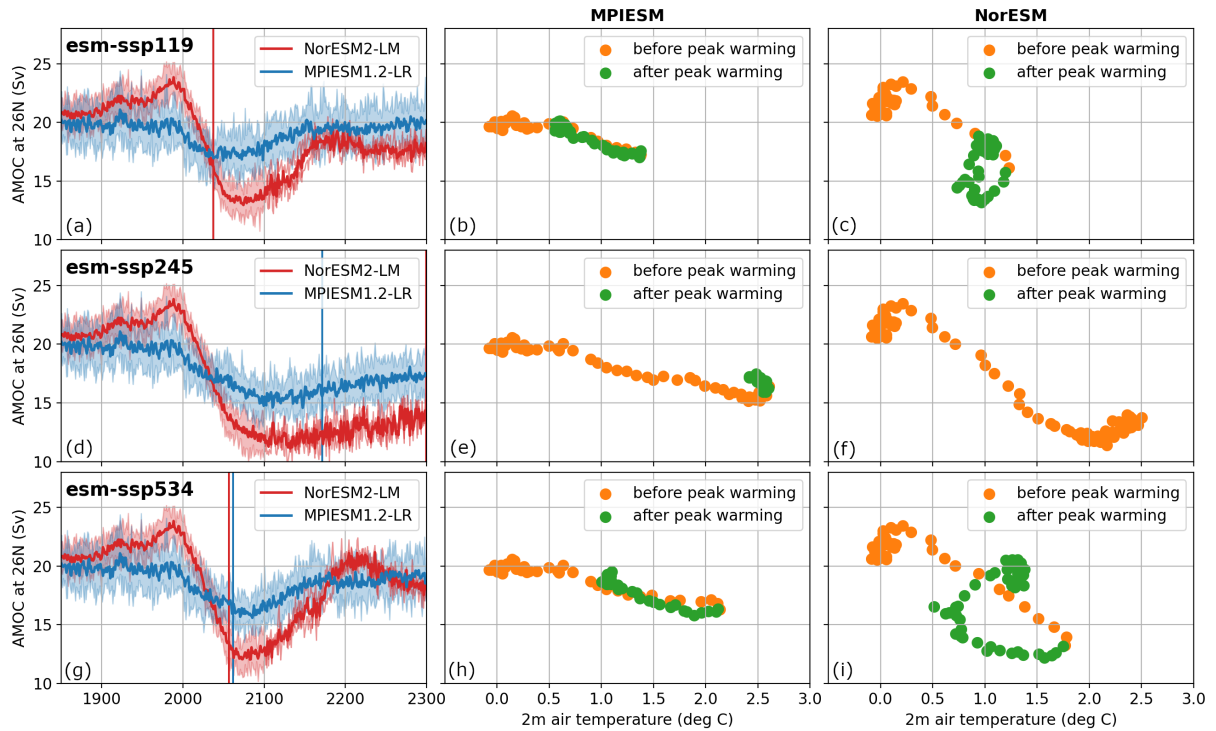 MPIESM
NorESM
esm-ssp119
NorESM2-LM
MPIESM1.2-LR
before peak warming
after peak warming
before peak warming
after peak warming
AMOC at 26N (Sv)
25
20
15
10
(a)
(b)
(c)
esm-ssp245
NorESM2-LM
MPIESM1.2-LR
before peak warming
after peak warming
before peak warming
after peak warming
AMOC at 26N (Sv)
25
20
15
10
(d)
(e)
(f)
esm-ssp534
NorESM2-LM
MPIESM1.2-LR
before peak warming
after peak warming
before peak warming
after peak warming
AMOC at 26N (Sv)
25
20
15
10
(g)
(h)
(i)
1900 2000 2100 2200 2300
0.0 0.5 1.0 1.5 2.0 2.5 3.0
0.0 0.5 1.0 1.5 2.0 2.5 3.0
2m air temperature (deg C)
2m air temperature (deg C)